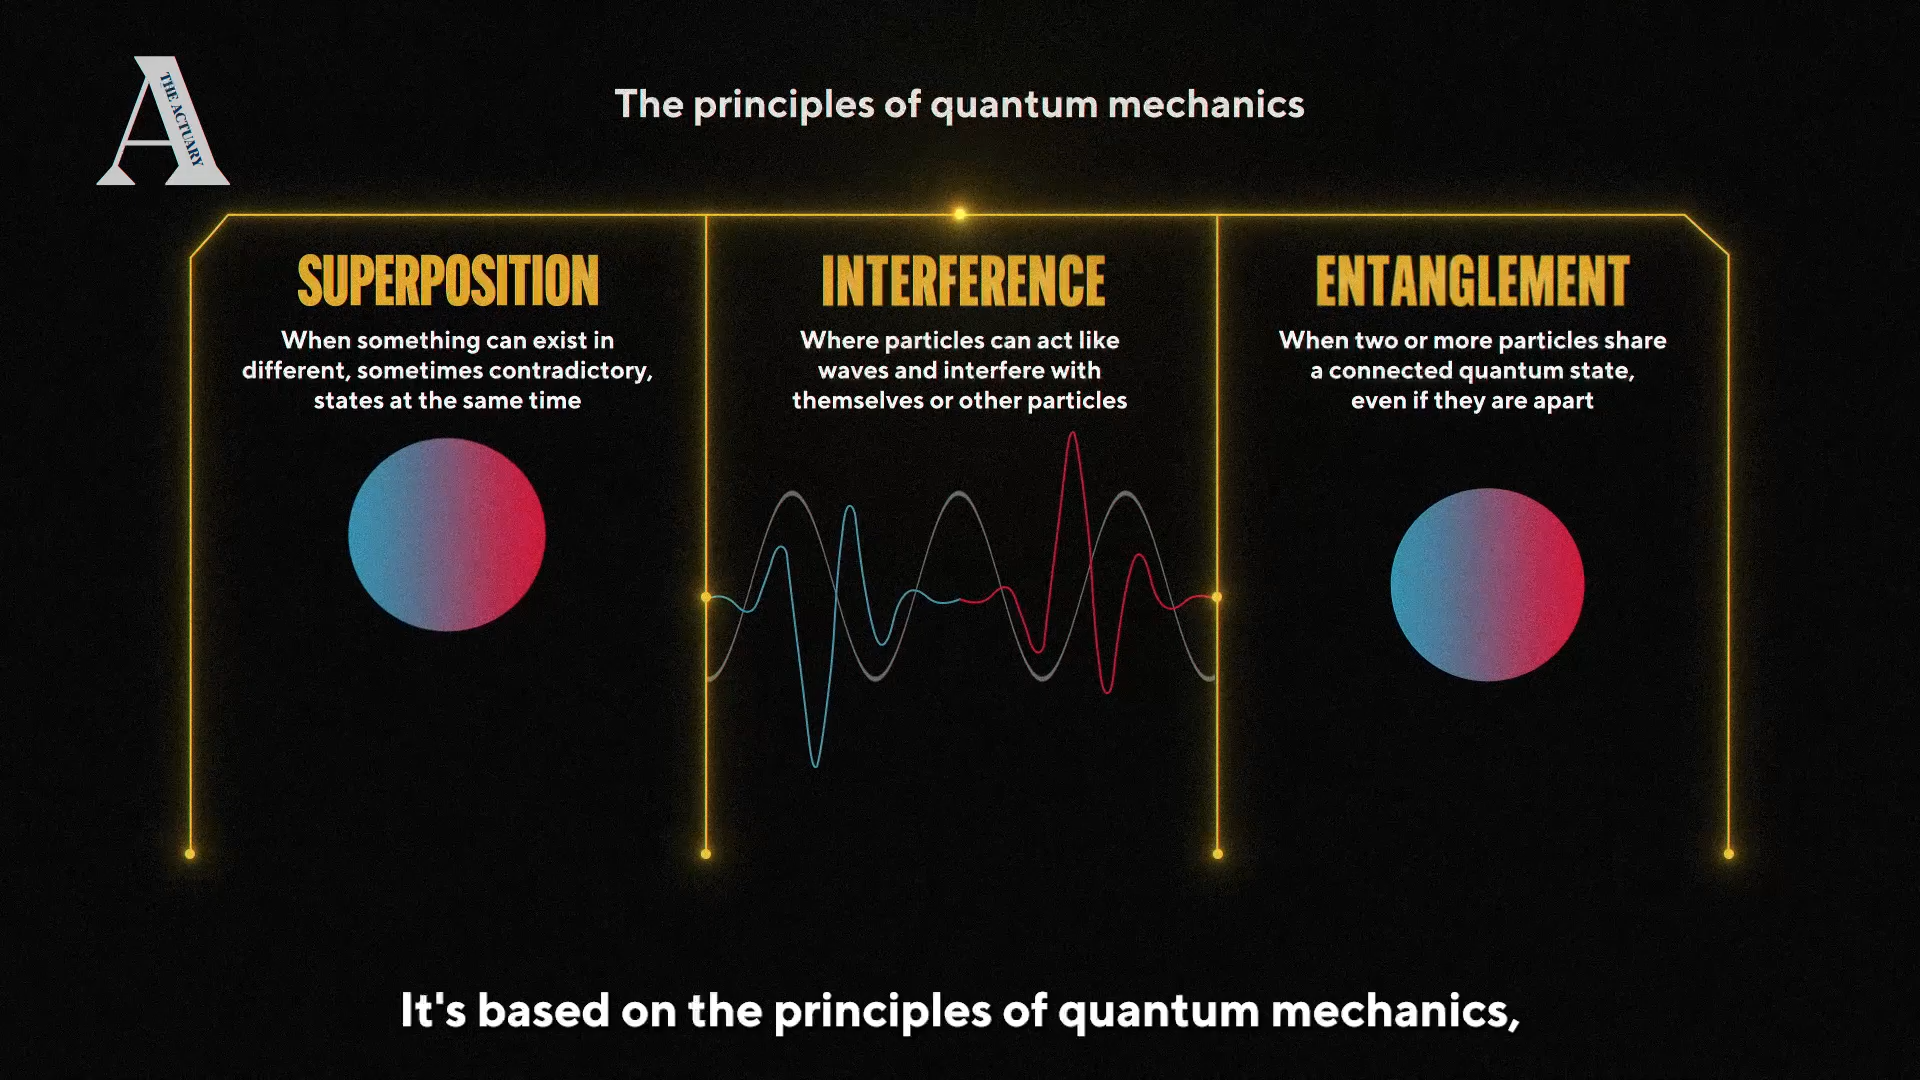 THE ACTUARY
The principles of quantum mechanics
SUPERPOSITION
When something can exist in
different, sometimes contradictory,
states at the same time
INTERFERENCE
Where particles can act like
waves and interfere with
themselves or other particles
ENTANGLEMENT
When two or more particles share
a connected quantum state,
even if they are apart
It's based on the principles of quantum mechanics,